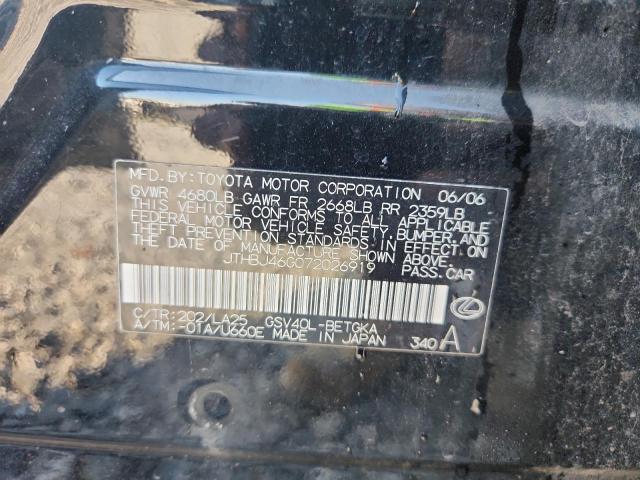 MFD. BY: TOYOTA MOTOR CORPORATION 06/06
GVWR 4680LB GAWR FR 2668LB RR 2359LB
THIS VEHICLE CONFORMS TO ALL APPLICABLE
FEDERAL MOTOR VEHICLE SAFETY, BUMPER, AND
THEFT PREVENTION STANDARDS IN EFFECT ON
THE DATE OF MANUFACTURE SHOWN ABOVE.
JTHBJ46G072026919 PASS.CAR
C/TR:202/LA25 GSV40L-BETGKA
A/TM:-01A/U660E MADE IN JAPAN 340 A